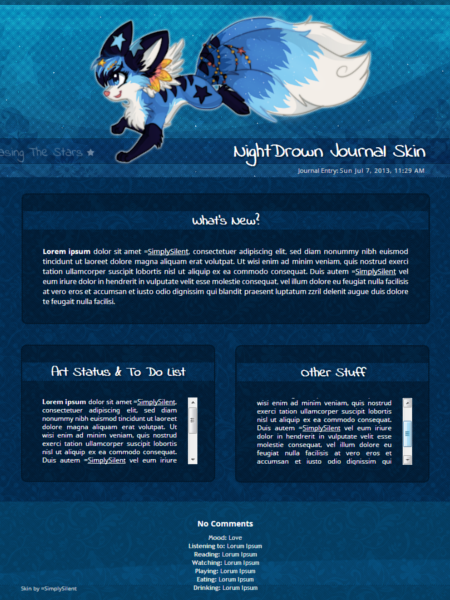 asing The Stars ★
NightDrown Journal Skin
Journal Entry: Sun Jul 7, 2013, 11:29 AM
What's New?
Lorem ipsum dolor sit amet =SimplySilent, consectetuer adipiscing elit, sed diam nonummy nibh euismod
tincidunt ut laoreet dolore magna aliquam erat volutpat. Ut wisi enim ad minim veniam, quis nostrud exerci
tation ullamcorper suscipit lobortis nisl ut aliquip ex ea commodo consequat. Duis autem =SimplySilent vel
eum iriure dolor in hendrerit in vulputate velit esse molestie consequat, vel illum dolore eu feugiat nulla facilisis
at vero eros et accumsan et iusto odio dignissim qui blandit praesent luptatum zzril delenit augue duis dolore
te feugait nulla facilisi.
Art Status & To Do List
Lorem ipsum dolor sit amet =SimplySilent,
consectetuer adipiscing elit, sed diam
nonummy nibh euismod tincidunt ut laoreet
dolore magna aliquam erat volutpat. Ut
wisi enim ad minim veniam, quis nostrud
exerci tation ullamcorper suscipit lobortis
nisl ut aliquip ex ea commodo consequat.
Duis autem =SimplySilent vel eum iriure
Other Stuff
wisi enim ad minim veniam, quis nostrud
exerci tation ullamcorper suscipit lobortis
nisl ut aliquip ex ea commodo consequat.
Duis autem =SimplySilent vel eum iriure
dolor in hendrerit in vulputate velit esse
molestie consequat, vel illum dolore eu
feugiat nulla facilisis at vero eros et
accumsan et iusto odio dignissim qui
No Comments
Mood: Love
Listening to: Lorum Ipsum
Reading: Lorum Ipsum
Watching: Lorum Ipsum
Playing: Lorum Ipsum
Eating: Lorum Ipsum
Drinking: Lorum Ipsum
Skin by =SimplySilent